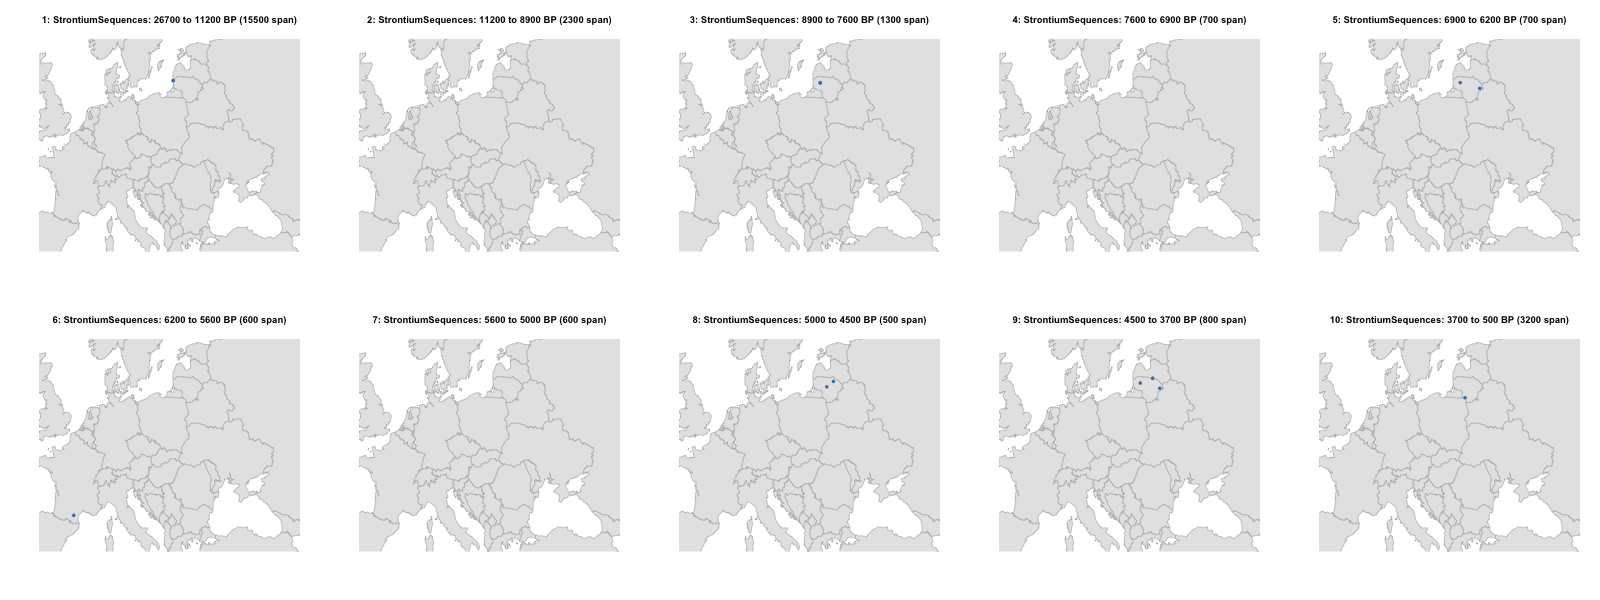 1: StrontiumSequences: 26700 to 11200 BP (15500 span)
2: StrontiumSequences: 11200 to 8900 BP (2300 span)
3: StrontiumSequences: 8900 to 7600 BP (1300 span)
4: StrontiumSequences: 7600 to 6900 BP (700 span)
5: StrontiumSequences: 6900 to 6200 BP (700 span)
6: StrontiumSequences: 6200 to 5600 BP (600 span)
7: StrontiumSequences: 5600 to 5000 BP (600 span)
8: StrontiumSequences: 5000 to 4500 BP (500 span)
9: StrontiumSequences: 4500 to 3700 BP (800 span)
10: StrontiumSequences: 3700 to 500 BP (3200 span)